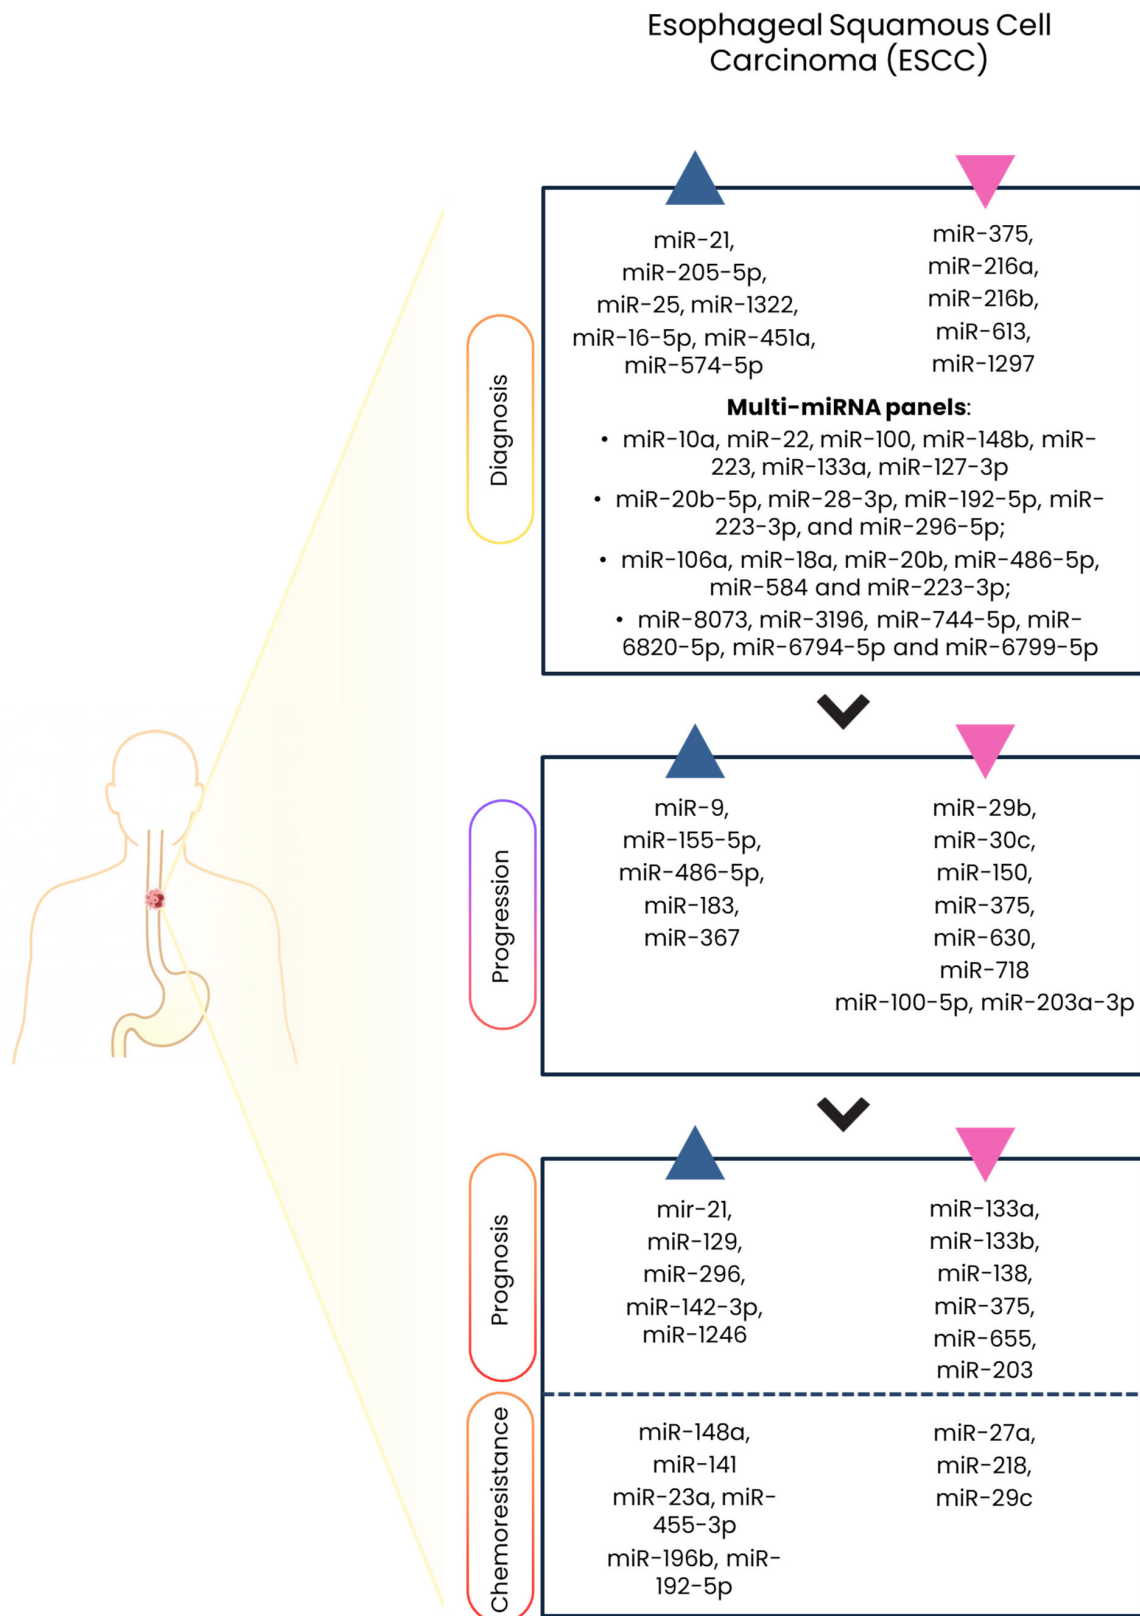 Esophageal Squamous Cell
Carcinoma (ESCC)
Diagnosis
miR-21,
miR-205-5p,
miR-25, miR-1322,
miR-16-5p, miR-451a,
miR-574-5p
miR-375,
miR-216a,
miR-216b,
miR-613,
miR-1297
Multi-miRNA panels:
• miR-10a, miR-22, miR-100, miR-148b, miR-
223, miR-133a, miR-127-3p
• miR-20b-5p, miR-28-3p, miR-192-5p, miR-
223-3p, and miR-296-5p;
• miR-106a, miR-18a, miR-20b, miR-486-5p,
miR-584 and miR-223-3p;
• miR-8073, miR-3196, miR-744-5p, miR-
6820-5p, miR-6794-5p and miR-6799-5p
Progression
miR-9,
miR-155-5p,
miR-486-5p,
miR-183,
miR-367
miR-29b,
miR-30c,
miR-150,
miR-375,
miR-630,
miR-718
miR-100-5p, miR-203a-3p
Prognosis
mir-21,
miR-129,
miR-296,
miR-142-3p,
miR-1246
miR-133a,
miR-133b,
miR-138,
miR-375,
miR-655,
miR-203
Chemoresistance
miR-148a,
miR-141
miR-23a, miR-
455-3p
miR-196b, miR-
192-5p
miR-27a,
miR-218,
miR-29c